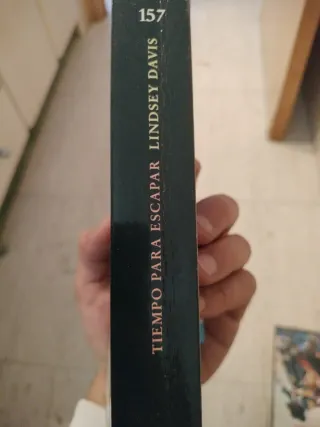 157
TIEMPO PARA ESCAPAR LINDSEY DAVIS